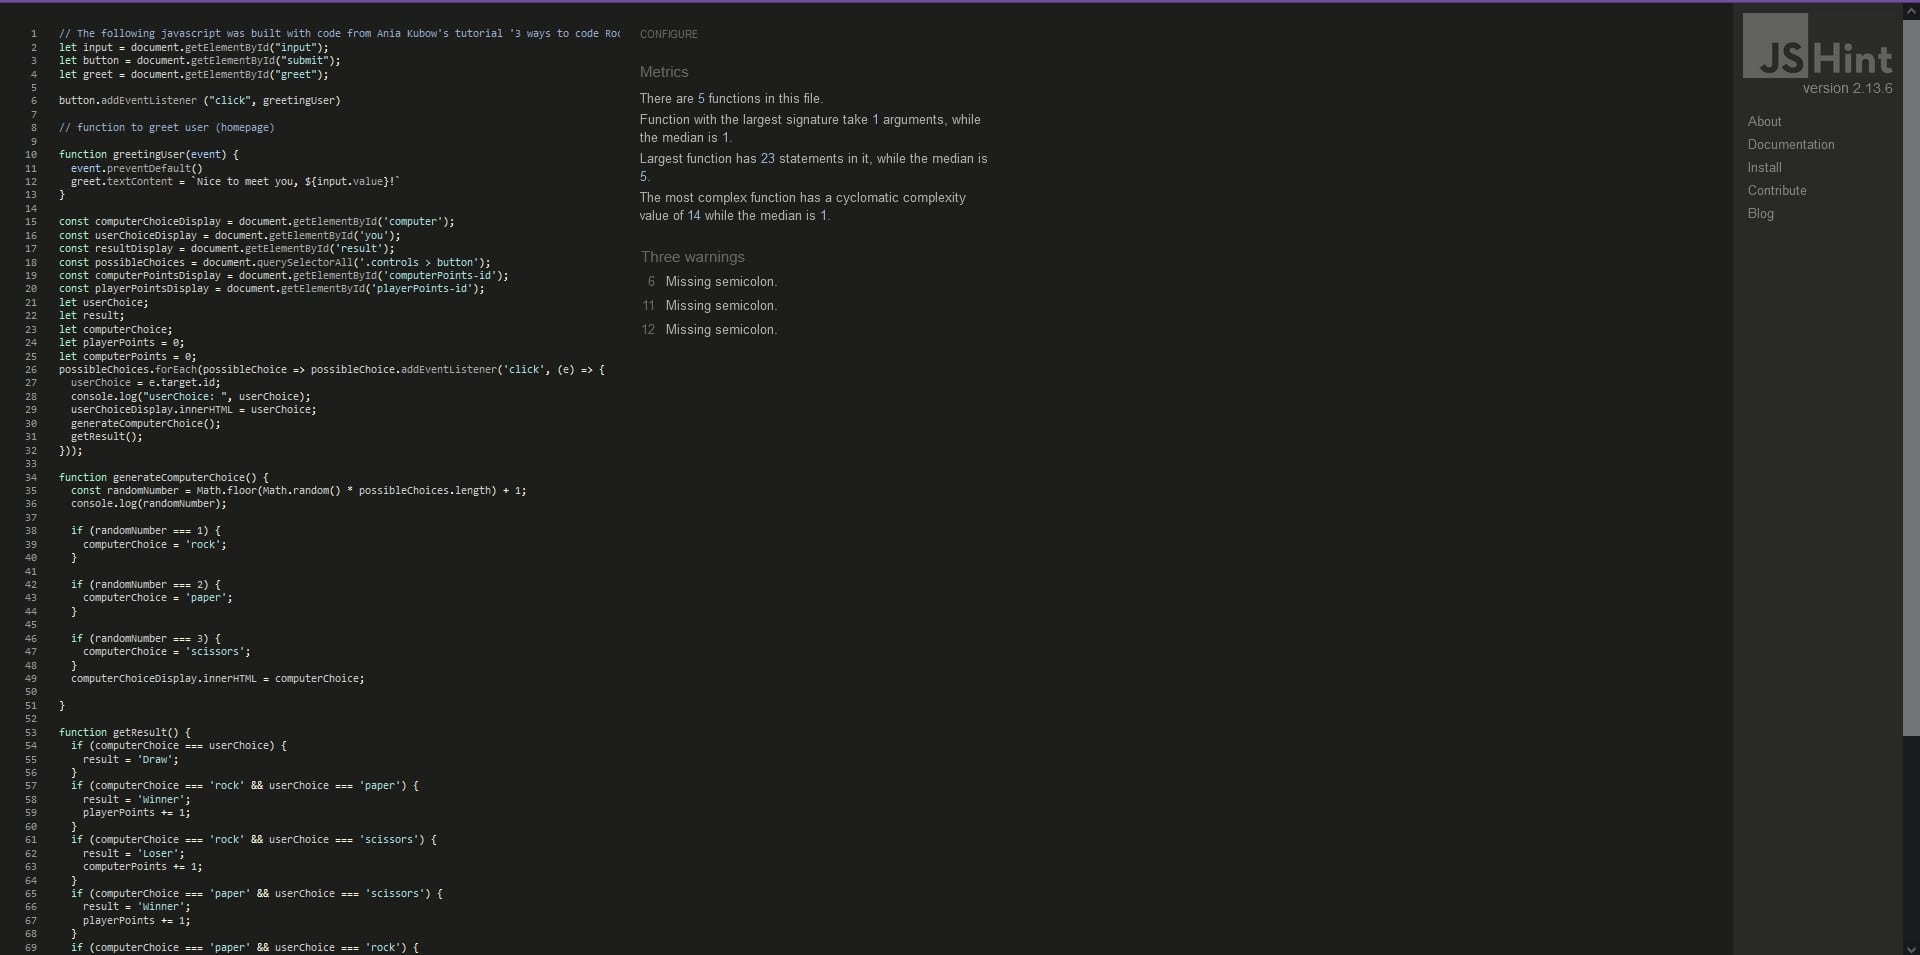 1 // The following javascript was built with code from Ania Kubow's tutorial '3 ways to code
2 let input = document.getElementById("input");
3 let button = document.getElementById("submit");
4 let greet = document.getElementById("greet");
5
6 button.addEventListener ("click", greetingUser)
7
8 // function to greet user (homepage)
9
10 function greetingUser(event) {
11 event.preventDefault()
12 greet.textContent = `Nice to meet you, ${input.value}!`
13 }
14
15 const computerChoiceDisplay = document.getElementById('computer');
16 const userChoiceDisplay = document.getElementById('you');
17 const resultDisplay = document.getElementById('result');
18 const possibleChoices = document.querySelectorAll('.controls > button');
19 const computerPointsDisplay = document.getElementById('computerPoints-id');
20 const playerPointsDisplay = document.getElementById('playerPoints-id');
21 let userChoice;
22 let result;
23 let computerChoice;
24 let playerPoints = 0;
25 let computerPoints = 0;
26 possibleChoices.forEach(possibleChoice => possibleChoice.addEventListener('click', (e) => {
27 userChoice = e.target.id;
28 console.log("userChoice: ", userChoice);
29 userChoiceDisplay.innerHTML = userChoice;
30 generateComputerChoice();
31 getResult();
32 }));
33
34 function generateComputerChoice() {
35 const randomNumber = Math.floor(Math.random() * possibleChoices.length) + 1;
36 console.log(randomNumber);
37
38 if (randomNumber === 1) {
39 computerChoice = 'rock';
40 }
41
42 if (randomNumber === 2) {
43 computerChoice = 'paper';
44 }
45
46 if (randomNumber === 3) {
47 computerChoice = 'scissors';
48 }
49 computerChoiceDisplay.innerHTML = computerChoice;
50
51 }
52
53 function getResult() {
54 if (computerChoice === userChoice) {
55 result = 'Draw';
56 }
57 if (computerChoice === 'rock' && userChoice === 'paper') {
58 result = 'Winner';
59 playerPoints += 1;
60 }
61 if (computerChoice === 'rock' && userChoice === 'scissors') {
62 result = 'Loser';
63 computerPoints += 1;
64 }
65 if (computerChoice === 'paper' && userChoice === 'scissors') {
66 result = 'Winner';
67 playerPoints += 1;
68 }
69 if (computerChoice === 'paper' && userChoice === 'rock') {
CONFIGURE
Metrics
There are 5 functions in this file.
Function with the largest signature take 1 arguments, while
the median is 1.
Largest function has 23 statements in it, while the median is
5.
The most complex function has a cyclomatic complexity
value of 14 while the median is 1.
Three warnings
6 Missing semicolon.
11 Missing semicolon.
12 Missing semicolon.
JSHint
version 2.13.6
About
Documentation
Install
Contribute
Blog